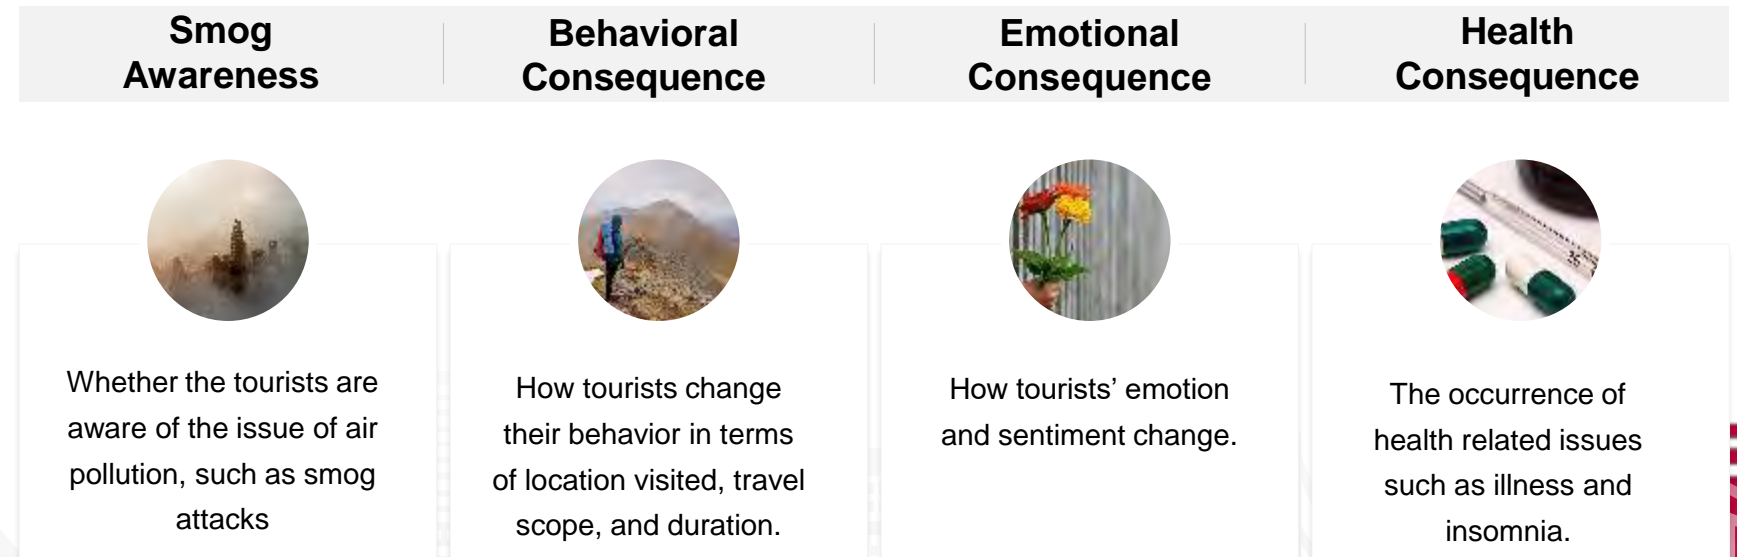 Smog
Awareness
Behavioral
Consequence
Emotional
Consequence
Health
Consequence
Whether the tourists are
aware of the issue of air
pollution, such as smog
attacks
How tourists change
their behavior in terms
of location visited, travel
scope, and duration.
How tourists’ emotion
and sentiment change.
The occurrence of
health related issues
such as illness and
insomnia.